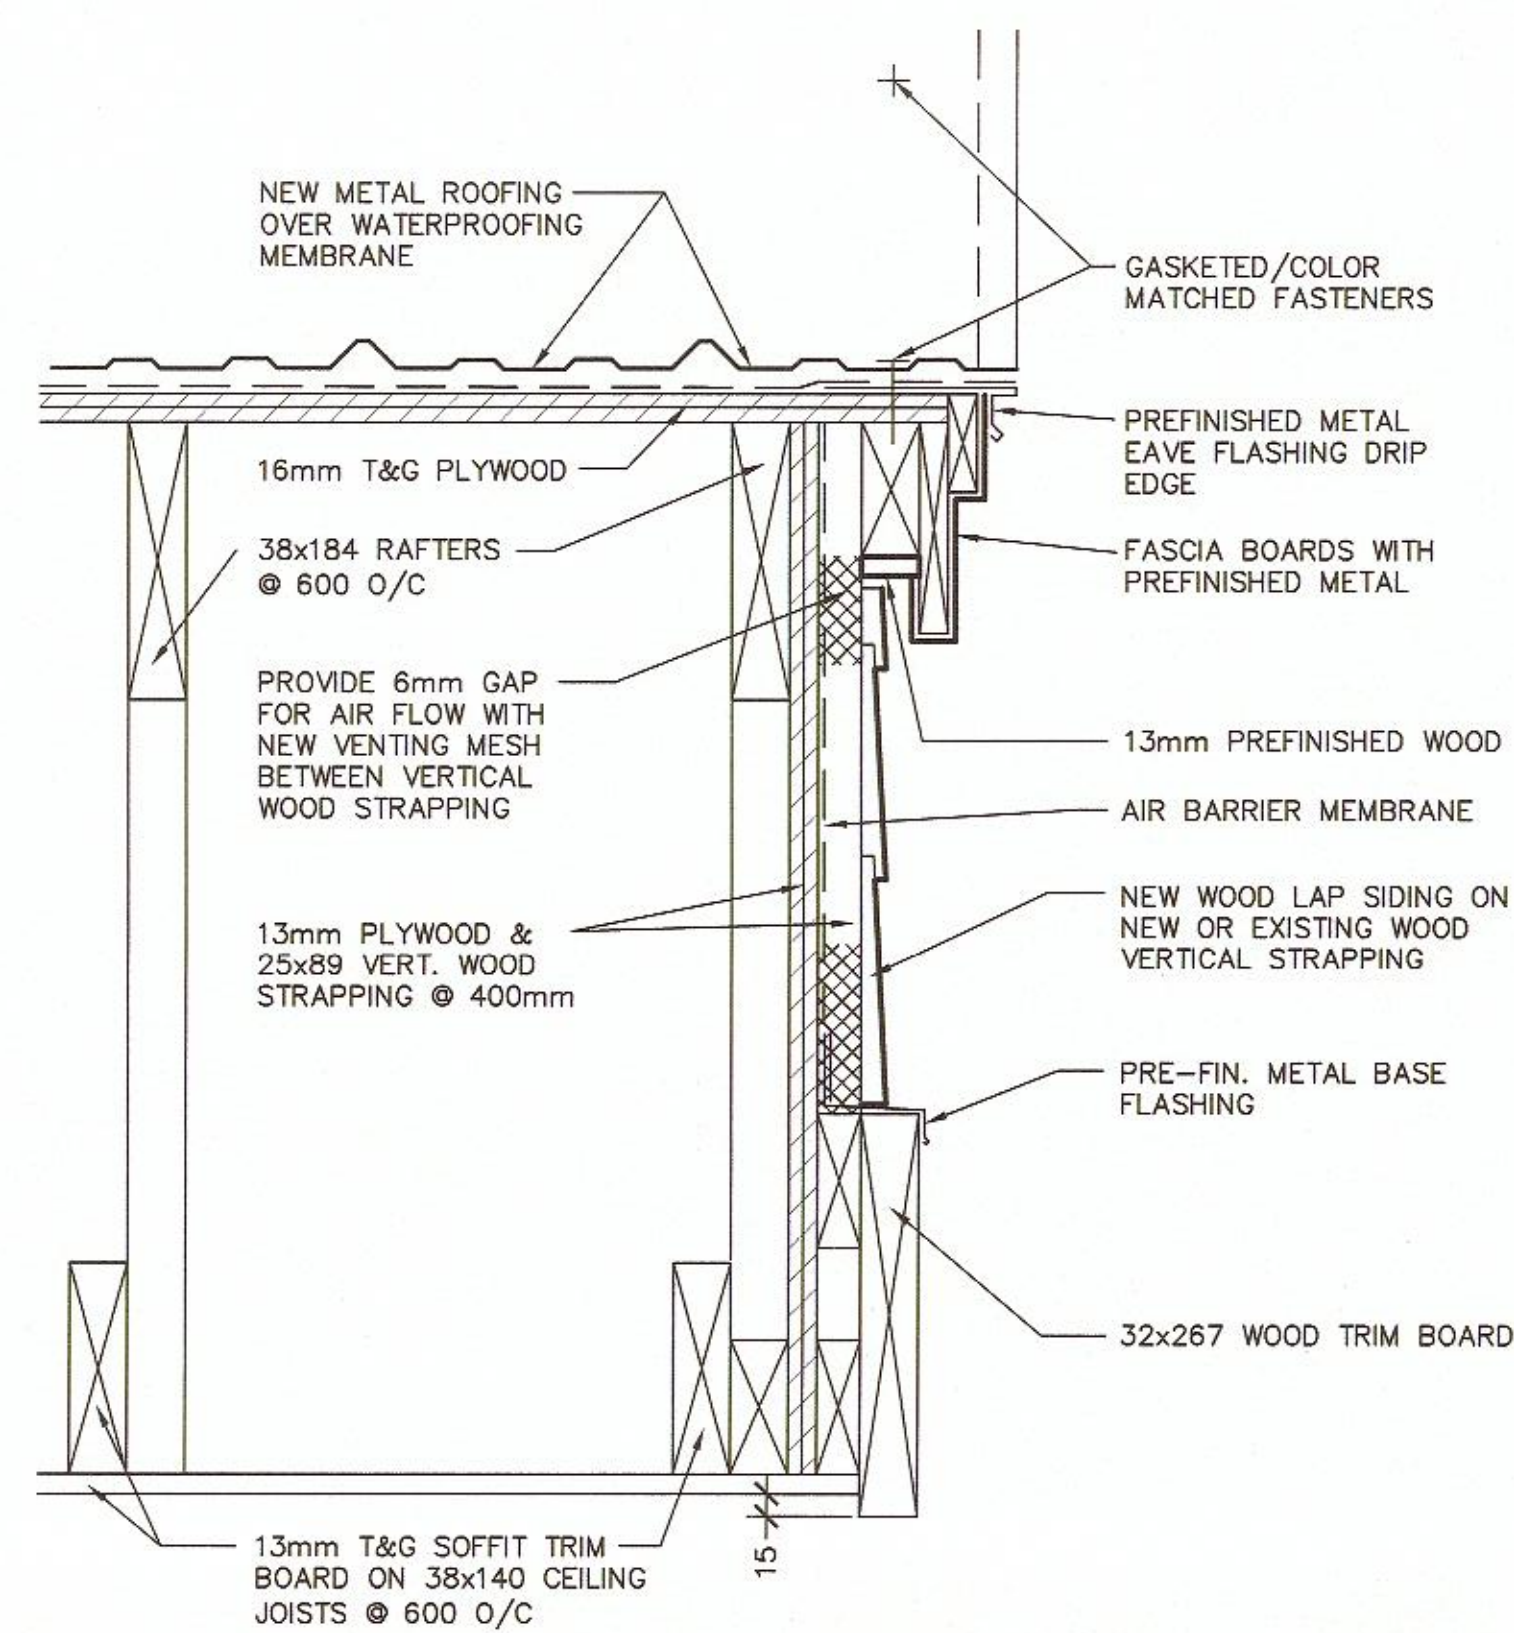 NEW METAL ROOFING
OVER WATERPROOFING
MEMBRANE
GASKETED/COLOR
MATCHED FASTENERS
16mm T&G PLYWOOD
PREFINISHED METAL
EAVE FLASHING DRIP
EDGE
38x184 RAFTERS
@ 600 O/C
FASCIA BOARDS WITH
PREFINISHED METAL
PROVIDE 6mm GAP
FOR AIR FLOW WITH
NEW VENTING MESH
BETWEEN VERTICAL
WOOD STRAPPING
13mm PREFINISHED WOOD
AIR BARRIER MEMBRANE
13mm PLYWOOD &
25x89 VERT. WOOD
STRAPPING @ 400mm
NEW WOOD LAP SIDING ON
NEW OR EXISTING WOOD
VERTICAL STRAPPING
PRE-FIN. METAL BASE
FLASHING
32x267 WOOD TRIM BOARD
13mm T&G SOFFIT TRIM
BOARD ON 38x140 CEILING
JOISTS @ 600 O/C
15